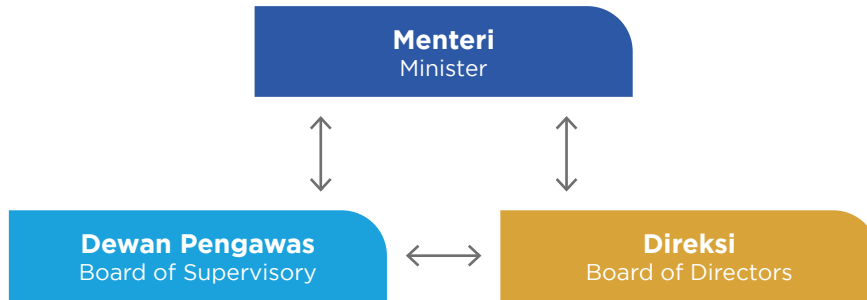 Menteri
Minister
Dewan Pengawas
Board of Supervisory
Direksi
Board of Directors